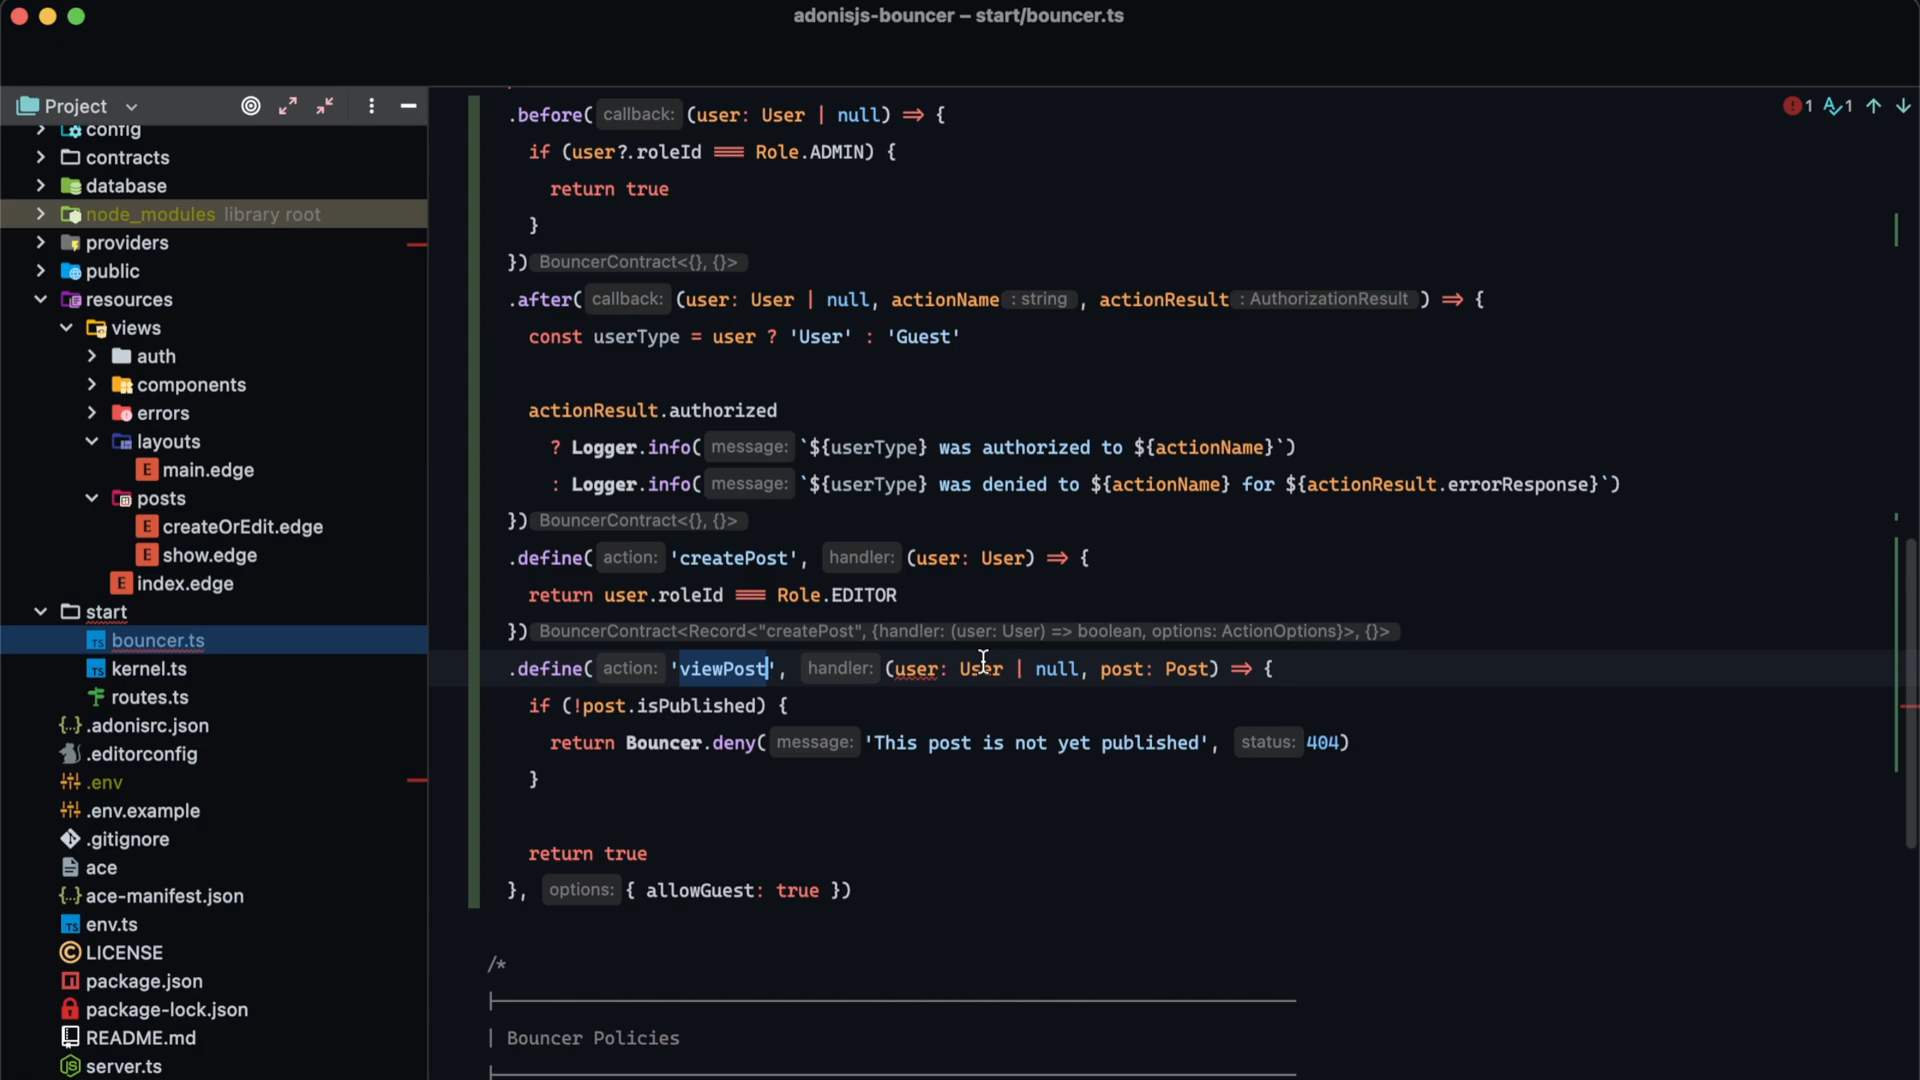 adonisjs-bouncer – start/bouncer.ts
Project
config
contracts
database
node_modules library root
providers
public
resources
views
auth
components
errors
layouts
main.edge
posts
createOrEdit.edge
show.edge
index.edge
start
bouncer.ts
kernel.ts
routes.ts
.adonisrc.json
.editorconfig
.env
.env.example
.gitignore
ace
ace-manifest.json
env.ts
LICENSE
package.json
package-lock.json
README.md
server.ts
1 1
.before( callback: (user: User | null) => {
if (user?.roleId === Role.ADMIN) {
return true
}
}) BouncerContract<{}, {}>
.after( callback: (user: User | null, actionName : string , actionResult : AuthorizationResult ) => {
const userType = user ? 'User' : 'Guest'
actionResult.authorized
? Logger.info( message: `${userType} was authorized to ${actionName}`)
: Logger.info( message: `${userType} was denied to ${actionName} for ${actionResult.errorResponse}`)
}) BouncerContract<{}, {}>
.define( action: 'createPost', handler: (user: User) => {
return user.roleId === Role.EDITOR
}) BouncerContract<Record<"createPost", {handler: (user: User) => boolean, options: ActionOptions}>, {}>
.define( action: 'viewPost', handler: (user: User | null, post: Post) => {
if (!post.isPublished) {
return Bouncer.deny( message: 'This post is not yet published', status: 404)
}
return true
}, options: { allowGuest: true })
/*
| Bouncer Policies